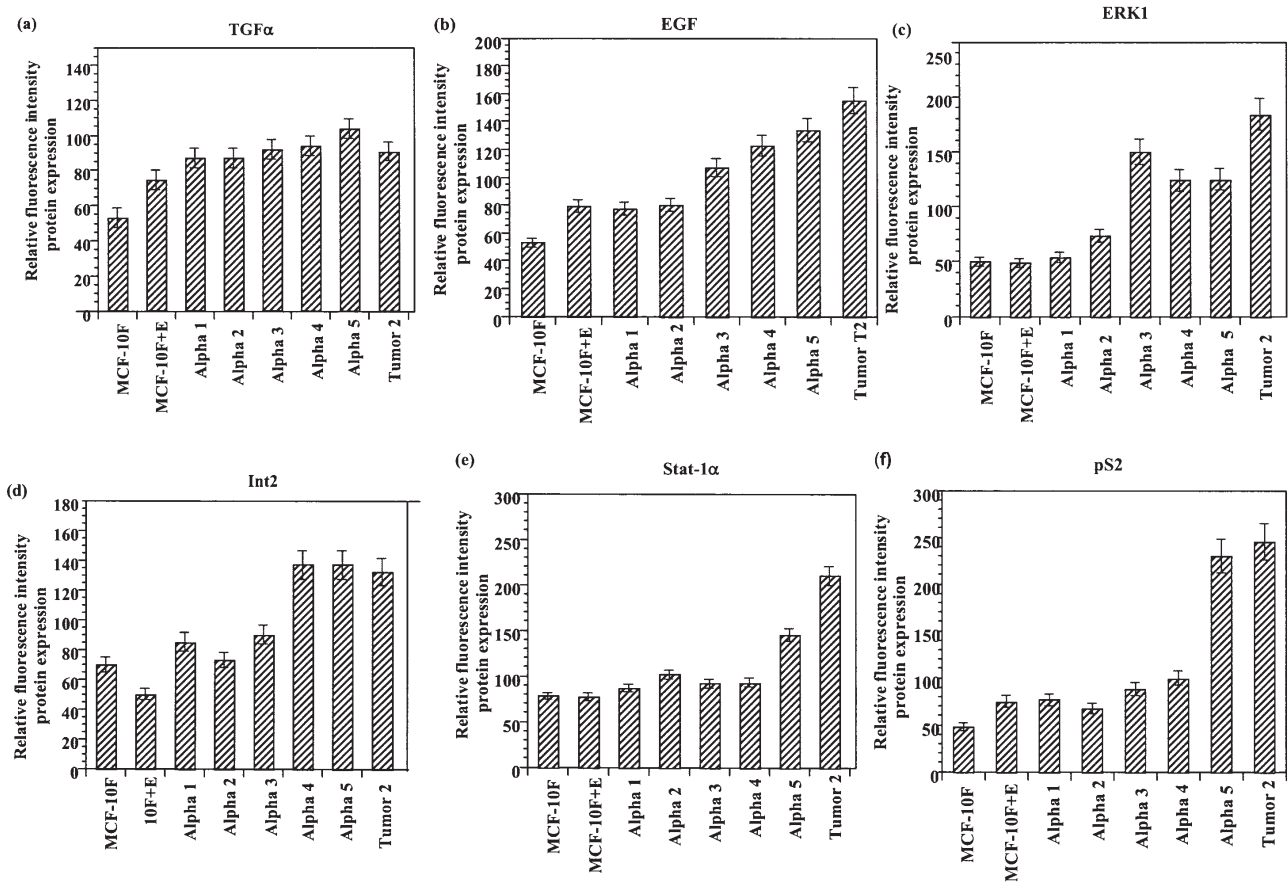 (a)
TGFα
Relative fluorescence intensity
protein expression
140
120
100
80
60
40
20
0
MCF-10F
MCF-10F+E
Alpha 1
Alpha 2
Alpha 3
Alpha 4
Alpha 5
Tumor 2
(b)
EGF
Relative fluorescence intensity
protein expression
200
180
160
140
120
100
80
60
40
20
0
MCF-10F
MCF-10F+E
Alpha 1
Alpha 2
Alpha 3
Alpha 4
Alpha 5
Tumor T2
(c)
ERK1
Relative fluorescence intensity
protein expression
250
200
150
100
50
0
MCF-10F
MCF-10F+E
Alpha 1
Alpha 2
Alpha 3
Alpha 4
Alpha 5
Tumor 2
(d)
Int2
Relative fluorescence intensity
protein expression
180
160
140
120
100
80
60
40
20
0
MCF-10F
10F+E
Alpha 1
Alpha 2
Alpha 3
Alpha 4
Alpha 5
Tumor 2
(e)
Stat-1α
Relative fluorescence intensity
protein expression
300
250
200
150
100
50
0
MCF-10F
MCF-10F+E
Alpha 1
Alpha 2
Alpha 3
Alpha 4
Alpha 5
Tumor 2
(f)
pS2
Relative fluorescence intensity
protein expression
300
250
200
150
100
50
0
MCF-10F
MCF-10F+E
Alpha 1
Alpha 2
Alpha 3
Alpha 4
Alpha 5
Tumor 2